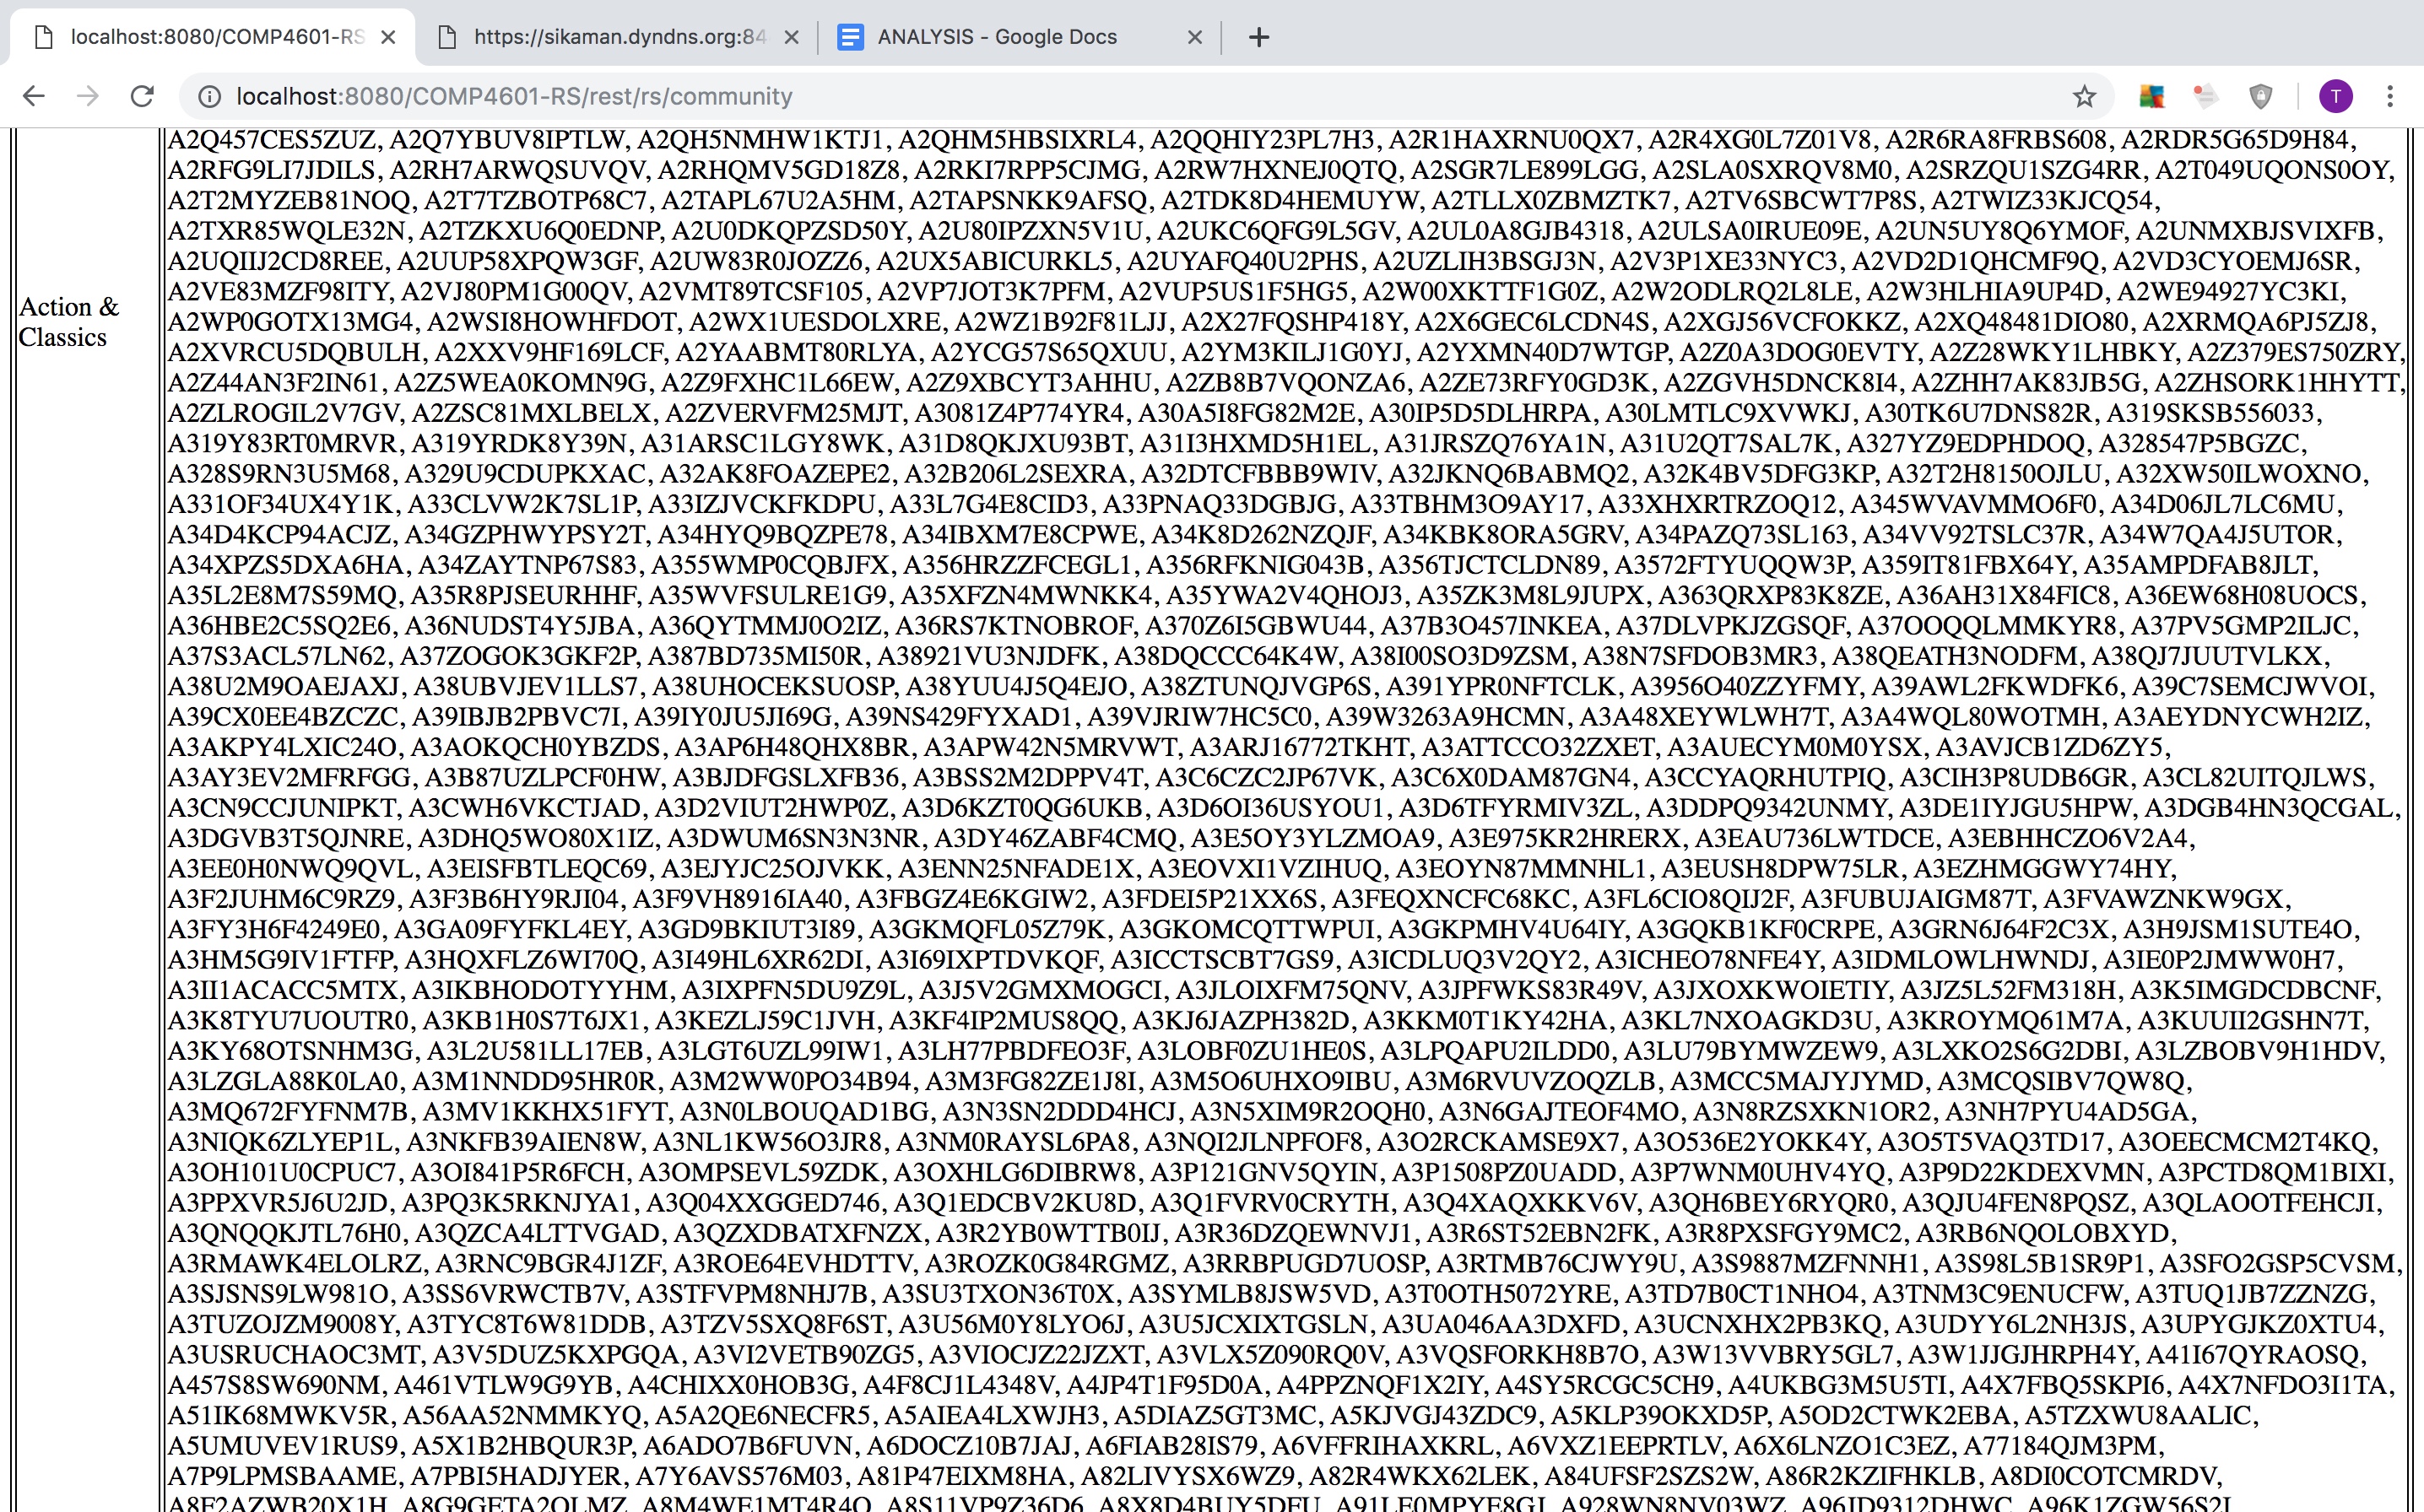 localhost:8080/COMP4601-RS
https://sikaman.dyndns.org:84
ANALYSIS - Google Docs
localhost:8080/COMP4601-RS/rest/rs/community
T
Action &
Classics
A2Q457CES5ZUZ, A2Q7YBUV8IPTLW, A2QH5NMHW1KTJ1, A2QHM5HBSIXRL4, A2QQHIY23PL7H3, A2R1HAXRNU0QX7, A2R4XG0L7Z01V8, A2R6RA8FRBS608, A2RDR5G65D9H84,
A2RFG9LI7JDILS, A2RH7ARWQSUVQV, A2RHQMV5GD18Z8, A2RKI7RPP5CJMG, A2RW7HXNEJ0QTQ, A2SGR7LE899LGG, A2SLA0SXRQV8M0, A2SRZQU1SZG4RR, A2T049UQONS0OY,
A2T2MYZEB81NOQ, A2T7TZBOTP68C7, A2TAPL67U2A5HM, A2TAPSNKK9AFSQ, A2TDK8D4HEMUYW, A2TLLX0ZBMZTK7, A2TV6SBCWT7P8S, A2TWIZ33KJCQ54,
A2TXR85WQLE32N, A2TZKXU6Q0EDNP, A2U0DKQPZSD50Y, A2U80IPZXN5V1U, A2UKC6QFG9L5GV, A2UL0A8GJB4318, A2ULSA0IRUE09E, A2UN5UY8Q6YMOF, A2UNMXBJSVIXFB,
A2UQIIJ2CD8REE, A2UUP58XPQW3GF, A2UW83R0JOZZ6, A2UX5ABICURKL5, A2UYAFQ40U2PHS, A2UZLIH3BSGJ3N, A2V3P1XE33NYC3, A2VD2D1QHCMF9Q, A2VD3CYOEMJ6SR,
A2VE83MZF98ITY, A2VJ80PM1G00QV, A2VMT89TCSF105, A2VP7JOT3K7PFM, A2VUP5US1F5HG5, A2W00XKTTF1G0Z, A2W2ODLRQ2L8LE, A2W3HLHIA9UP4D, A2WE94927YC3KI,
A2WP0GOTX13MG4, A2WSI8HOWHFDOT, A2WX1UESDOLXRE, A2WZ1B92F81LJJ, A2X27FQSHP418Y, A2X6GEC6LCDN4S, A2XGJ56VCFOKKZ, A2XQ48481DIO80, A2XRMQA6PJ5ZJ8,
A2XVRCU5DQBULH, A2XXV9HF169LCF, A2YAABMT80RLYA, A2YCG57S65QXUU, A2YM3KILJ1G0YJ, A2YXMN40D7WTGP, A2Z0A3DOG0EVTY, A2Z28WKY1LHBKY, A2Z379ES750ZRY,
A2Z44AN3F2IN61, A2Z5WEA0KOMN9G, A2Z9FXHC1L66EW, A2Z9XBCYT3AHHU, A2ZB8B7VQONZA6, A2ZE73RFY0GD3K, A2ZGVH5DNCK8I4, A2ZHH7AK83JB5G, A2ZHSORK1HHYTT,
A2ZLROGIL2V7GV, A2ZSC81MXLBELX, A2ZVERVFM25MJT, A3081Z4P774YR4, A30A5I8FG82M2E, A30IP5D5DLHRPA, A30LMTLC9XVWKJ, A30TK6U7DNS82R, A319SKSB556033,
A319Y83RT0MRVR, A319YRDK8Y39N, A31ARSC1LGY8WK, A31D8QKJXU93BT, A31I3HXMD5H1EL, A31JRSZQ76YA1N, A31U2QT7SAL7K, A327YZ9EDPHDOQ, A328547P5BGZC,
A328S9RN3U5M68, A329U9CDUPKXAC, A32AK8FOAZEPE2, A32B206L2SEXRA, A32DTCFBBB9WIV, A32JKNQ6BABMQ2, A32K4BV5DFG3KP, A32T2H8150OJLU, A32XW50ILWOXNO,
A331OF34UX4Y1K, A33CLVW2K7SL1P, A33IZJVCKFKDPU, A33L7G4E8CID3, A33PNAQ33DGBJG, A33TBHM3O9AY17, A33XHXRTRZOQ12, A345WVAVMMO6F0, A34D06JL7LC6MU,
A34D4KCP94ACJZ, A34GZPHWYPSY2T, A34HYQ9BQZPE78, A34IBXM7E8CPWE, A34K8D262NZQJF, A34KBK8ORA5GRV, A34PAZQ73SL163, A34VV92TSLC37R, A34W7QA4J5UTOR,
A34XPZS5DXA6HA, A34ZAYTNP67S83, A355WMP0CQBJFX, A356HRZZFCEGL1, A356RFKNIG043B, A356TJCTCLDN89, A3572FTYUQQW3P, A359IT81FBX64Y, A35AMPDFAB8JLT,
A35L2E8M7S59MQ, A35R8PJSEURHHF, A35WVFSULRE1G9, A35XFZN4MWNKK4, A35YWA2V4QHOJ3, A35ZK3M8L9JUPX, A363QRXP83K8ZE, A36AH31X84FIC8, A36EW68H08UOCS,
A36HBE2C5SQ2E6, A36NUDST4Y5JBA, A36QYTMMJ0O2IZ, A36RS7KTNOBROF, A370Z6I5GBWU44, A37B3O457INKEA, A37DLVPKJZGSQF, A37OOQQLMMKYR8, A37PV5GMP2ILJC,
A37S3ACL57LN62, A37ZOGOK3GKF2P, A387BD735MI50R, A38921VU3NJDFK, A38DQCCC64K4W, A38I00SO3D9ZSM, A38N7SFDOB3MR3, A38QEATH3NODFM, A38QJ7JUUTVLKX,
A38U2M9OAEJAXJ, A38UBVJEV1LLS7, A38UHOCEKSUOSP, A38YUU4J5Q4EJO, A38ZTUNQJVGP6S, A391YPR0NFTCLK, A3956O40ZZYFMY, A39AWL2FKWDFK6, A39C7SEMCJWVOI,
A39CX0EE4BZCZC, A39IBJB2PBVC7I, A39IY0JU5JI69G, A39NS429FYXAD1, A39VJRIW7HC5C0, A39W3263A9HCMN, A3A48XEYWLWH7T, A3A4WQL80WOTMH, A3AEYDNYCWH2IZ,
A3AKPY4LXIC24O, A3AOKQCH0YBZDS, A3AP6H48QHX8BR, A3APW42N5MRVWT, A3ARJ16772TKHT, A3ATTCCO32ZXET, A3AUECYM0M0YSX, A3AVJCB1ZD6ZY5,
A3AY3EV2MFRFGG, A3B87UZLPCF0HW, A3BJDFGSLXFB36, A3BSS2M2DPPV4T, A3C6CZC2JP67VK, A3C6X0DAM87GN4, A3CCYAQRHUTPIQ, A3CIH3P8UDB6GR, A3CL82UITQJLWS,
A3CN9CCJUNIPKT, A3CWH6VKCTJAD, A3D2VIUT2HWP0Z, A3D6KZT0QG6UKB, A3D6OI36USYOU1, A3D6TFYRMIV3ZL, A3DDPQ9342UNMY, A3DE1IYJGU5HPW, A3DGB4HN3QCGAL,
A3DGVB3T5QJNRE, A3DHQ5WO80X1IZ, A3DWUM6SN3N3NR, A3DY46ZABF4CMQ, A3E5OY3YLZMOA9, A3E975KR2HRERX, A3EAU736LWTDCE, A3EBHHCZO6V2A4,
A3EE0H0NWQ9QVL, A3EISFBTLEQC69, A3EJYJC25OJVKK, A3ENN25NFADE1X, A3EOVXI1VZIHUQ, A3EOYN87MMNHL1, A3EUSH8DPW75LR, A3EZHMGGWY74HY,
A3F2JUHM6C9RZ9, A3F3B6HY9RJI04, A3F9VH8916IA40, A3FBGZ4E6KGIW2, A3FDEI5P21XX6S, A3FEQXNCFC68KC, A3FL6CIO8QIJ2F, A3FUBUJAIGM87T, A3FVAWZNKW9GX,
A3FY3H6F4249E0, A3GA09FYFKL4EY, A3GD9BKIUT3I89, A3GKMQFL05Z79K, A3GKOMCQTTWPUI, A3GKPMHV4U64IY, A3GQKB1KF0CRPE, A3GRN6J64F2C3X, A3H9JSM1SUTE4O,
A3HM5G9IV1FTFP, A3HQXFLZ6WI70Q, A3I49HL6XR62DI, A3I69IXPTDVKQF, A3ICCTSCBT7GS9, A3ICDLUQ3V2QY2, A3ICHEO78NFE4Y, A3IDMLOWLHWNDJ, A3IE0P2JMWW0H7,
A3II1ACACC5MTX, A3IKBHODOTYYHM, A3IXPFN5DU9Z9L, A3J5V2GMXMOGCI, A3JLOIXFM75QNV, A3JPFWKS83R49V, A3JXOXKWOIETIY, A3JZ5L52FM318H, A3K5IMGDCDBCNF,
A3K8TYU7UOUTR0, A3KB1H0S7T6JX1, A3KEZLJ59C1JVH, A3KF4IP2MUS8QQ, A3KJ6JAZPH382D, A3KKM0T1KY42HA, A3KL7NXOAGKD3U, A3KROYMQ61M7A, A3KUUII2GSHN7T,
A3KY68OTSNHM3G, A3L2U581LL17EB, A3LGT6UZL99IW1, A3LH77PBDFEO3F, A3LOBF0ZU1HE0S, A3LPQAPU2ILDD0, A3LU79BYMWZEW9, A3LXKO2S6G2DBI, A3LZBOBV9H1HDV,
A3LZGLA88K0LA0, A3M1NNDD95HR0R, A3M2WW0PO34B94, A3M3FG82ZE1J8I, A3M5O6UHXO9IBU, A3M6RVUVZOQZLB, A3MCC5MAJYJYMD, A3MCQSIBV7QW8Q,
A3MQ672FYFNM7B, A3MV1KKHX51FYT, A3N0LBOUQAD1BG, A3N3SN2DDD4HCJ, A3N5XIM9R2OQH0, A3N6GAJTEOF4MO, A3N8RZSXKN1OR2, A3NH7PYU4AD5GA,
A3NIQK6ZLYEP1L, A3NKFB39AIEN8W, A3NL1KW56O3JR8, A3NM0RAYSL6PA8, A3NQI2JLNPFOF8, A3O2RCKAMSE9X7, A3O536E2YOKK4Y, A3O5T5VAQ3TD17, A3OEECMCM2T4KQ,
A3OH101U0CPUC7, A3OI841P5R6FCH, A3OMPSEVL59ZDK, A3OXHLG6DIBRW8, A3P121GNV5QYIN, A3P1508PZ0UADD, A3P7WNM0UHV4YQ, A3P9D22KDEXVMN, A3PCTD8QM1BIXI,
A3PPXVR5J6U2JD, A3PQ3K5RKNJYA1, A3Q04XXGGED746, A3Q1EDCBV2KU8D, A3Q1FVRV0CRYTH, A3Q4XAQXKKV6V, A3QH6BEY6RYQR0, A3QJU4FEN8PQSZ, A3QLAOOTFEHCJI,
A3QNQQKJTL76H0, A3QZCA4LTTVGAD, A3QZXDBATXFNZX, A3R2YB0WTTB0IJ, A3R36DZQEWNVJ1, A3R6ST52EBN2FK, A3R8PXSFGY9MC2, A3RB6NQOLOBXYD,
A3RMAWK4ELOLRZ, A3RNC9BGR4J1ZF, A3ROE64EVHDTTV, A3ROZK0G84RGMZ, A3RRBPUGD7UOSP, A3RTMB76CJWY9U, A3S9887MZFNNH1, A3S98L5B1SR9P1, A3SFO2GSP5CVSM,
A3SJSNS9LW981O, A3SS6VRWCTB7V, A3STFVPM8NHJ7B, A3SU3TXON36T0X, A3SYMLB8JSW5VD, A3T0OTH5072YRE, A3TD7B0CT1NHO4, A3TNM3C9ENUCFW, A3TUQ1JB7ZZNZG,
A3TUZOJZM9008Y, A3TYC8T6W81DDB, A3TZV5SXQ8F6ST, A3U56M0Y8LYO6J, A3U5JCXIXTGSLN, A3UA046AA3DXFD, A3UCNXHX2PB3KQ, A3UDYY6L2NH3JS, A3UPYGJKZ0XTU4,
A3USRUCHAOC3MT, A3V5DUZ5KXPGQA, A3VI2VETB90ZG5, A3VIOCJZ22JZXT, A3VLX5Z090RQ0V, A3VQSFORKH8B7O, A3W13VVBRY5GL7, A3W1JJGJHRPH4Y, A41I67QYRAOSQ,
A457S8SW690NM, A461VTLW9G9YB, A4CHIXX0HOB3G, A4F8CJ1L4348V, A4JP4T1F95D0A, A4PPZNQF1X2IY, A4SY5RCGC5CH9, A4UKBG3M5U5TI, A4X7FBQ5SKPI6, A4X7NFDO3I1TA,
A51IK68MWKV5R, A56AA52NMMKYQ, A5A2QE6NECFR5, A5AIEA4LXWJH3, A5DIAZ5GT3MC, A5KJVGJ43ZDC9, A5KLP39OKXD5P, A5OD2CTWK2EBA, A5TZXWU8AALIC,
A5UMUVEV1RUS9, A5X1B2HBQUR3P, A6ADO7B6FUVN, A6DOCZ10B7JAJ, A6FIAB28IS79, A6VFFRIHAXKRL, A6VXZ1EEPRTLV, A6X6LNZO1C3EZ, A77184QJM3PM,
A7P9LPMSBAAME, A7PBI5HADJYER, A7Y6AVS576M03, A81P47EIXM8HA, A82LIVYSX6WZ9, A82R4WKX62LEK, A84UFSF2SZS2W, A86R2KZIFHKLB, A8DI0COTCMRDV,